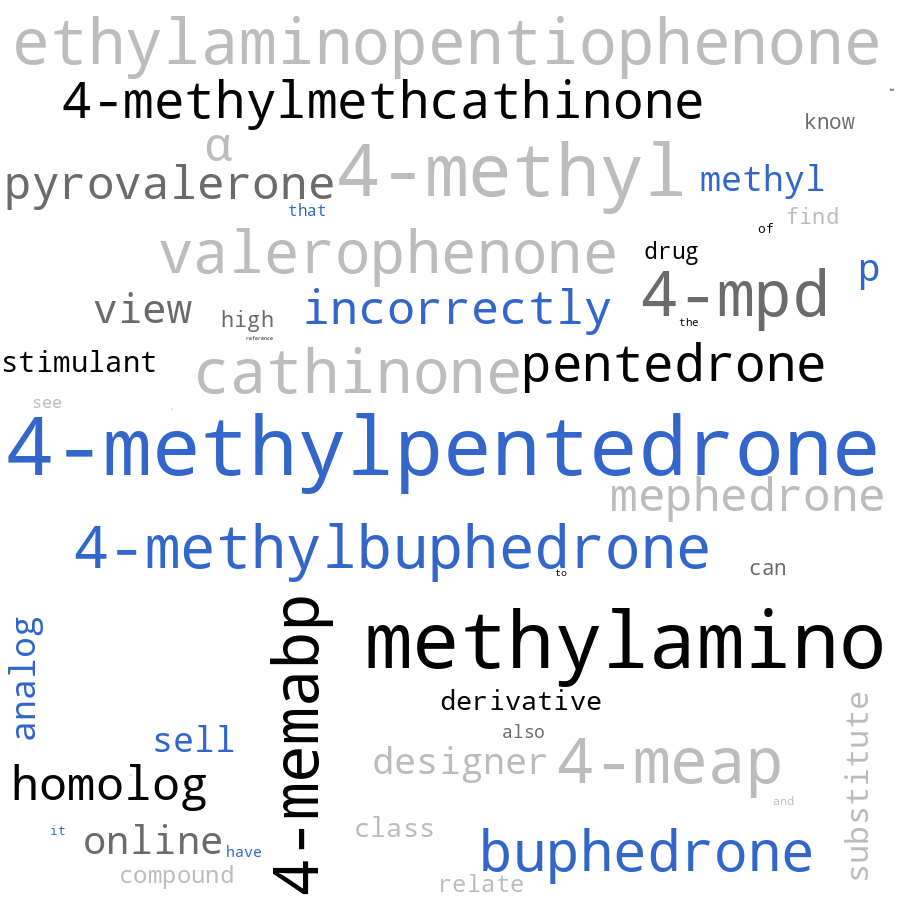 ethylaminopentiophenone
4-methylmethcathinone
know
α
pyrovalerone 4-methyl methyl
that
find
of
valerophenone
drug
p
view high incorrectly 4-mpd
the
reference
stimulant cathinone pentedrone
see
4-methylpentedrone
mephedrone
4-methylbuphedrone
to
can
analog
4-memabp
methylamino
derivative
substitute
also
sell
designer 4-meap
homolog
and
it
online
have
class
buphedrone
compound
relate